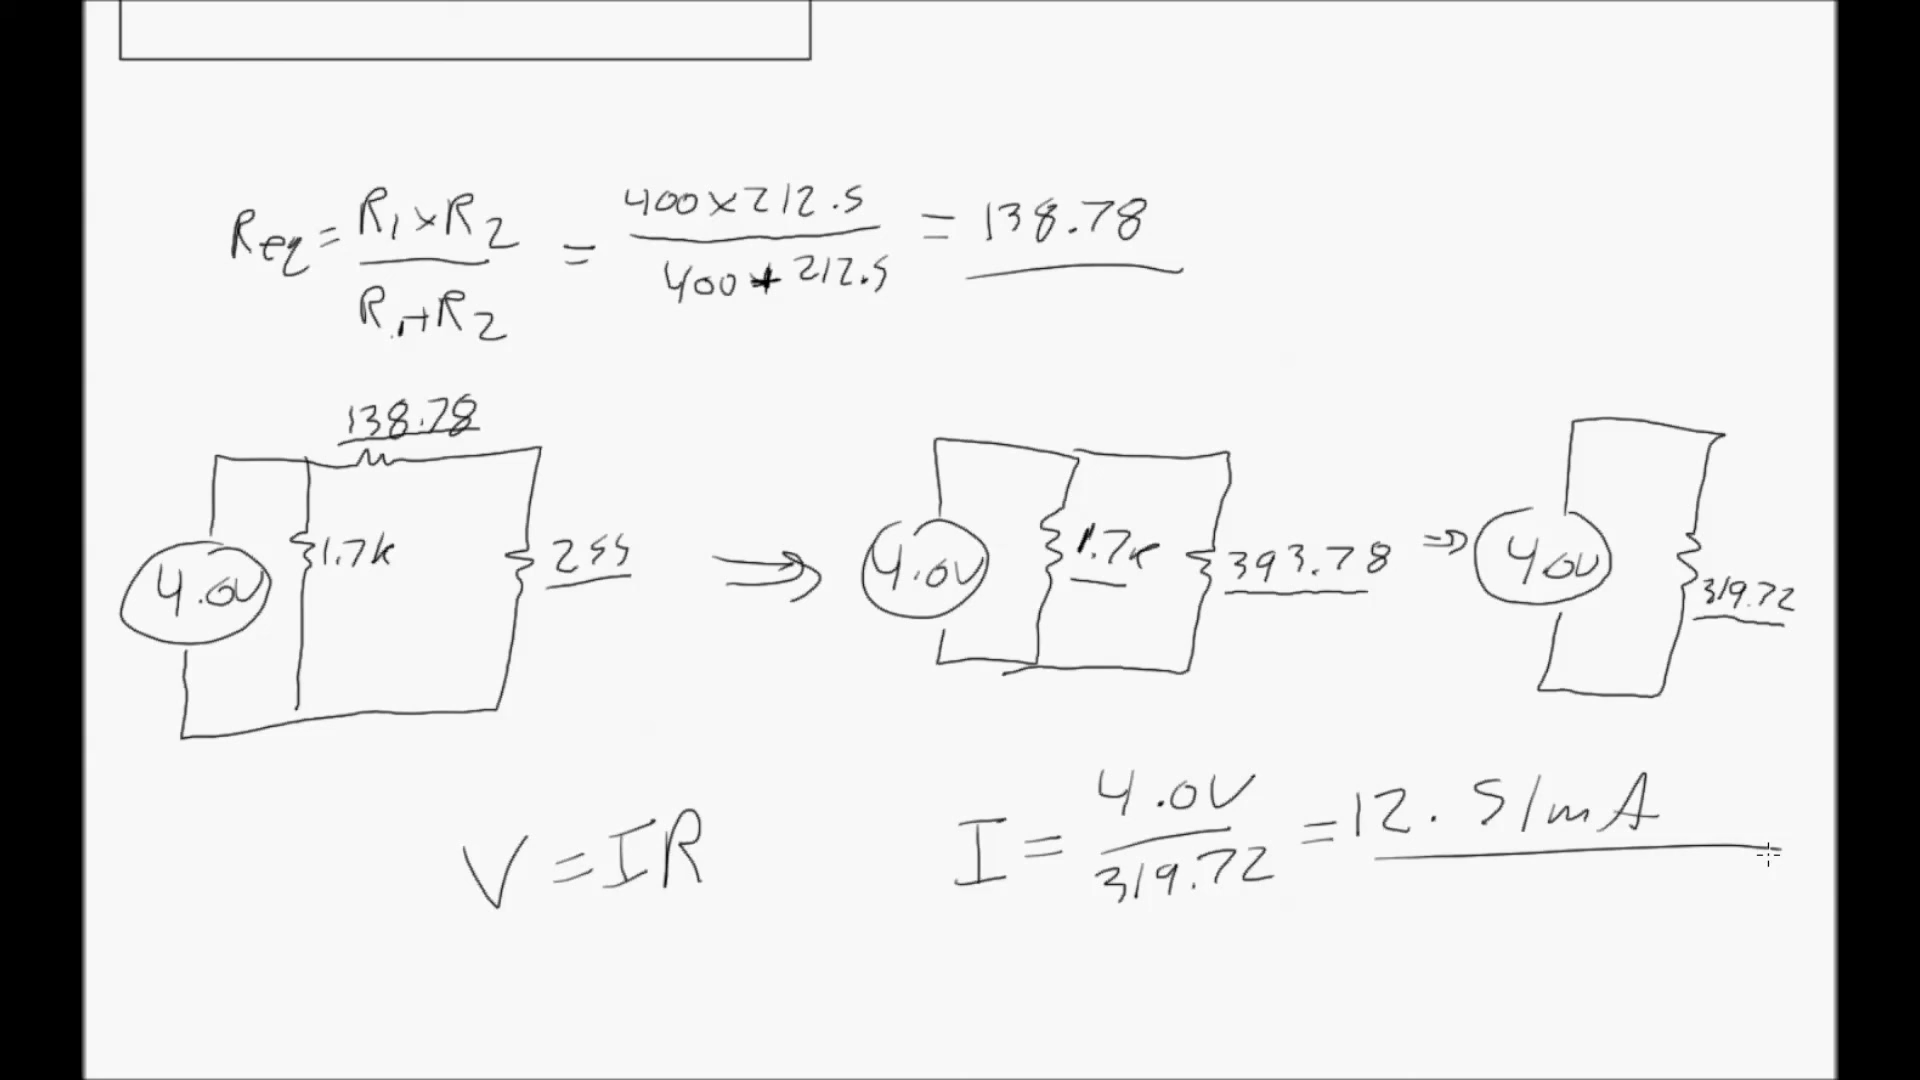 Req = R1 x R2 / R1 + R2 = 400 x 212.5 / 400 + 212.5 = 138.78
138.78
4.0V 1.7k 255 ⇒ 4.0V 1.7k 393.78 ⇒ 4.0V 319.72
V = IR I = 4.0V / 319.72 = 12.51mA